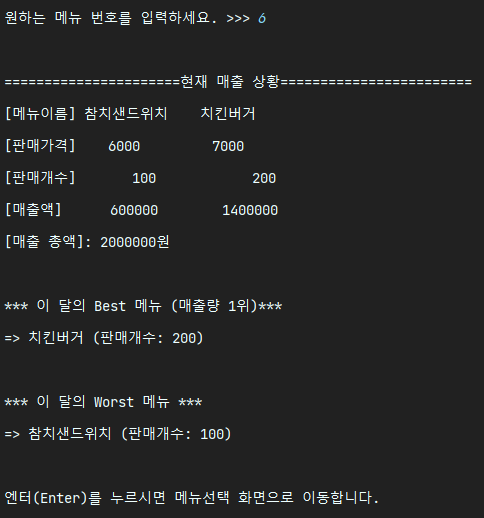 원하는 메뉴 번호를 입력하세요. >>> 6
======================현재 매출 상황========================
[메뉴이름] 참치샌드위치    치킨버거
[판매가격]    6000         7000
[판매개수]       100            200
[매출액]      600000        1400000
[매출 총액]: 2000000원
*** 이 달의 Best 메뉴 (매출량 1위)***
=> 치킨버거 (판매개수: 200)
*** 이 달의 Worst 메뉴 ***
=> 참치샌드위치 (판매개수: 100)
엔터(Enter)를 누르시면 메뉴선택 화면으로 이동합니다.